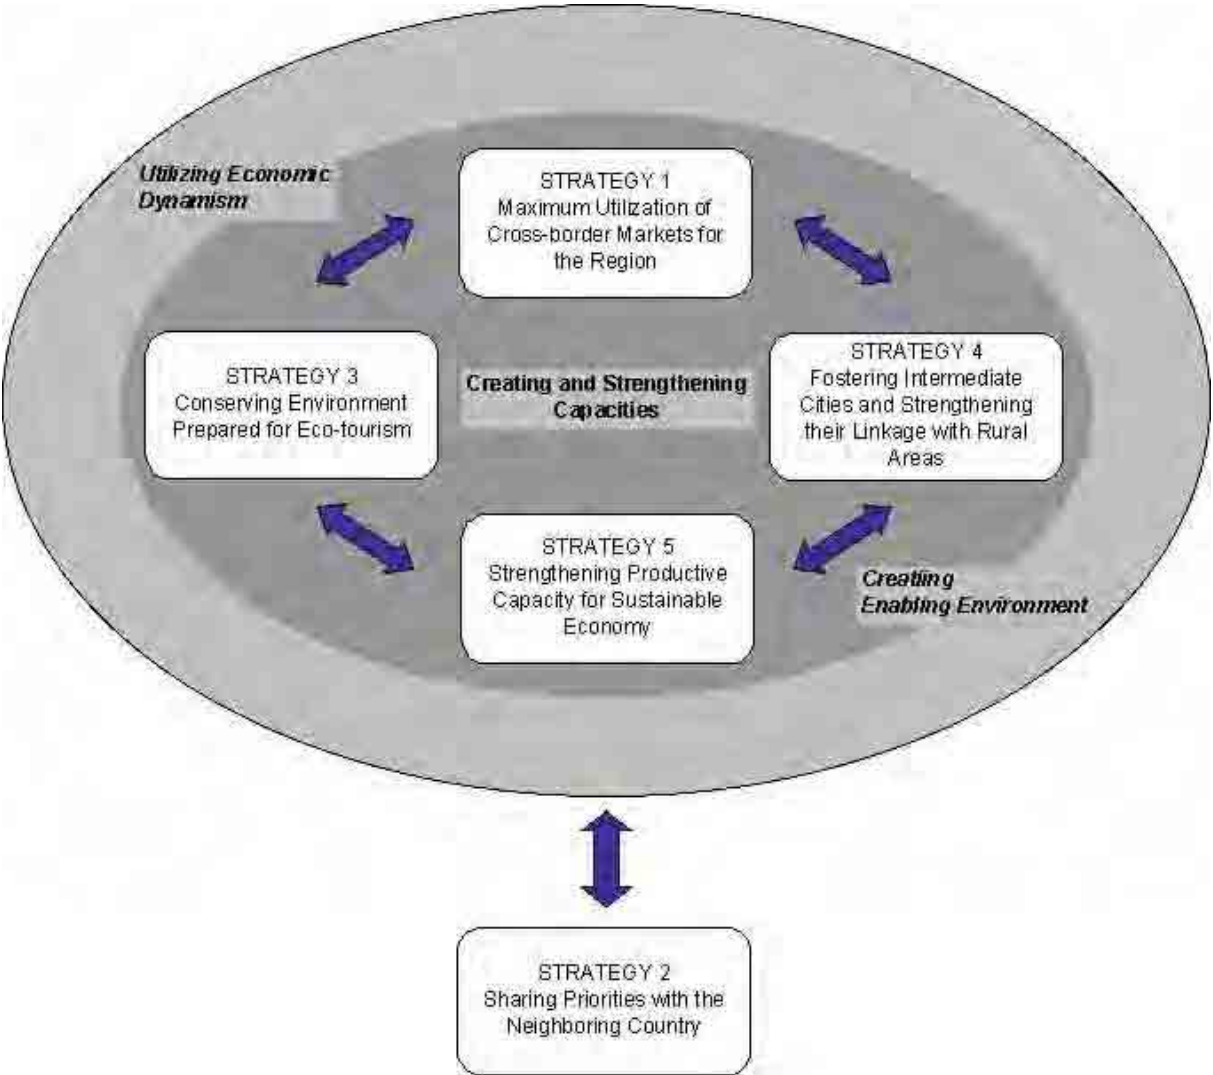 Utilizing Economic
Dynamism
STRATEGY 1
Maximum Utilization of
Cross-border Markets for
the Region
STRATEGY 3
Conserving Environment
Prepared for Eco-tourism
Creating and Strengthening
Capacities
STRATEGY 4
Fostering Intermediate
Cities and Strengthening
their Linkage with Rural
Areas
STRATEGY 5
Strengthening Productive
Capacity for Sustainable
Economy
Creatiing
Enabling Environment
STRATEGY 2
Sharing Priorities with the
Neighboring Country